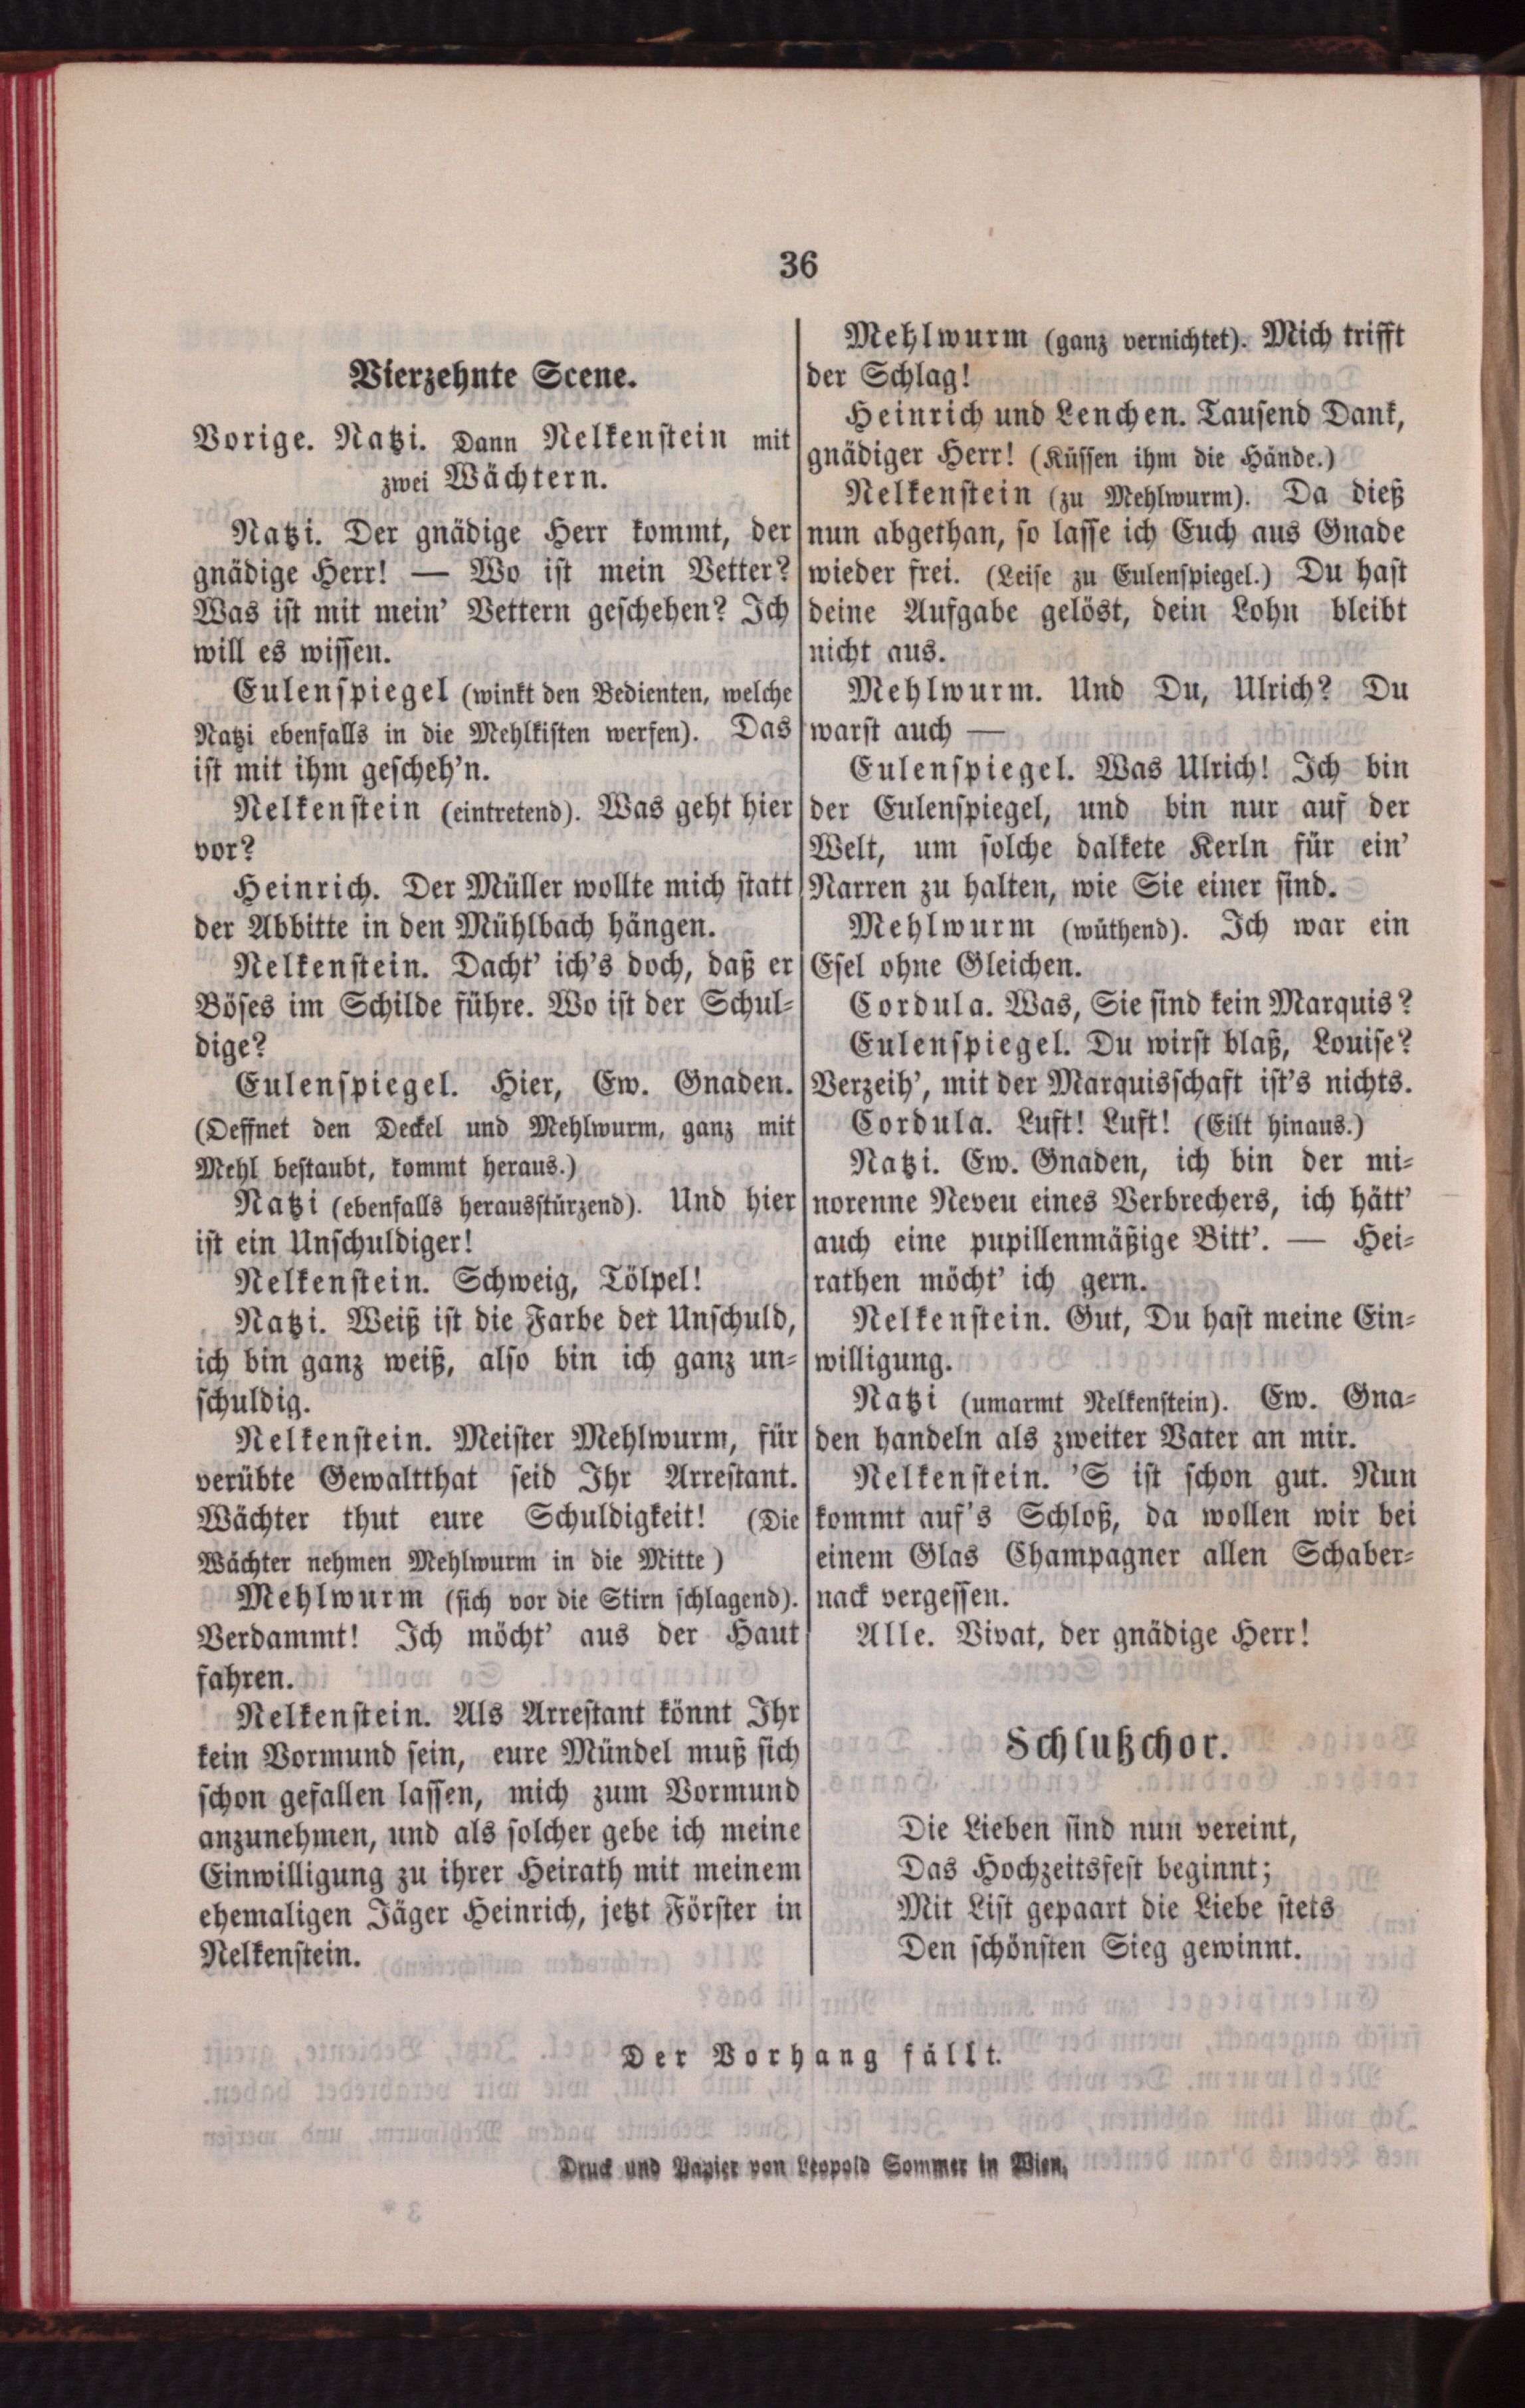 36
Vierzehnte Scene.
Vorige. Natzi. Dann Nelkenstein mit
zwei Wächtern.
Natzi. Der gnädige Herr kommt, der
gnädige Herr! — Wo ist mein Vetter?
Was ist mit mein' Vettern geschehen? Ich
will es wissen.
Eulenspiegel (winkt den Bedienten, welche
Natzi ebenfalls in die Mehlkisten werfen). Das
ist mit ihm gescheh'n.
Nelkenstein (eintretend). Was geht hier
vor?
Heinrich. Der Müller wollte mich statt
der Abbitte in den Mühlbach hängen.
Nelkenstein. Dacht' ich's doch, daß er
Böses im Schilde führe. Wo ist der Schul-
dige?
Eulenspiegel. Hier, Ew. Gnaden.
(Oeffnet den Deckel und Mehlwurm, ganz mit
Mehl bestaubt, kommt heraus.)
Natzi (ebenfalls herausstürzend). Und hier
ist ein Unschuldiger!
Nelkenstein. Schweig, Tölpel!
Natzi. Weiß ist die Farbe der Unschuld,
ich bin ganz weiß, also bin ich ganz un-
schuldig.
Nelkenstein. Meister Mehlwurm, für
verübte Gewaltthat seid Ihr Arrestant.
Wächter thut eure Schuldigkeit! (Die
Wächter nehmen Mehlwurm in die Mitte)
Mehlwurm (sich vor die Stirn schlagend).
Verdammt! Ich möcht' aus der Haut
fahren.
Nelkenstein. Als Arrestant könnt Ihr
kein Vormund sein, eure Mündel muß sich
schon gefallen lassen, mich zum Vormund
anzunehmen, und als solcher gebe ich meine
Einwilligung zu ihrer Heirath mit meinem
ehemaligen Jäger Heinrich, jetzt Förster in
Nelkenstein.
Mehlwurm (ganz vernichtet). Mich trifft
der Schlag!
Heinrich und Lenchen. Tausend Dank,
gnädiger Herr! (Küssen ihm die Hände.)
Nelkenstein (zu Mehlwurm). Da dieß
nun abgethan, so lasse ich Euch aus Gnade
wieder frei. (Leise zu Eulenspiegel.) Du hast
deine Aufgabe gelöst, dein Lohn bleibt
nicht aus.
Mehlwurm. Und Du, Ulrich? Du
warst auch —
Eulenspiegel. Was Ulrich! Ich bin
der Eulenspiegel, und bin nur auf der
Welt, um solche dalkete Kerln für ein'
Narren zu halten, wie Sie einer sind.
Mehlwurm (wüthend). Ich war ein
Esel ohne Gleichen.
Cordula. Was, Sie sind kein Marquis?
Eulenspiegel. Du wirst blaß, Louise?
Verzeih', mit der Marquisschaft ist's nichts.
Cordula. Luft! Luft! (Eilt hinaus.)
Natzi. Ew. Gnaden, ich bin der mi-
norenne Neveu eines Verbrechers, ich hätt'
auch eine pupillenmäßige Bitt'. — Hei-
rathen möcht' ich gern.
Nelkenstein. Gut, Du hast meine Ein-
willigung.
Natzi (umarmt Nelkenstein). Ew. Gna-
den handeln als zweiter Vater an mir.
Nelkenstein. 'S ist schon gut. Nun
kommt auf's Schloß, da wollen wir bei
einem Glas Champagner allen Schaber-
nack vergessen.
Alle. Vivat, der gnädige Herr!
Schlußchor.
Die Lieben sind nun vereint,
Das Hochzeitsfest beginnt;
Mit List gepaart die Liebe stets
Den schönsten Sieg gewinnt.
Der Vorhang fällt.
Druck und Papier von Leopold Sommer in Wien.